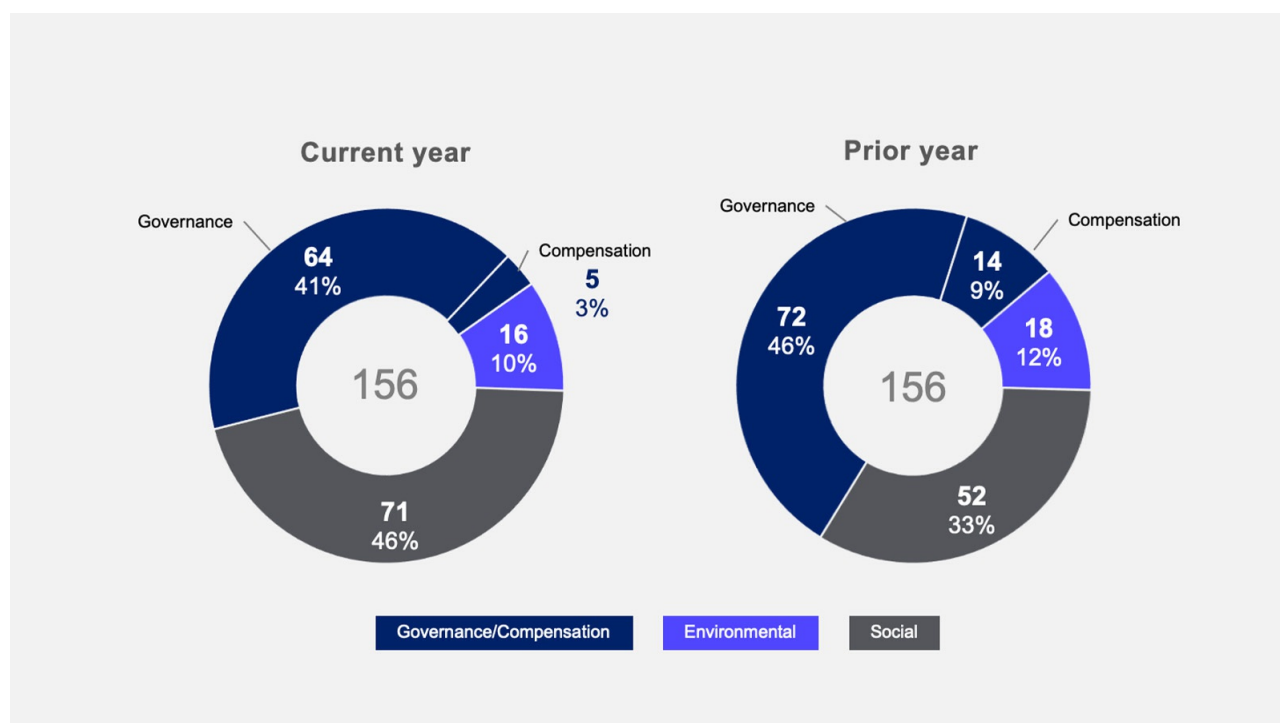 Current year
Governance
64
41%
Compensation
5
3%
16
10%
156
71
46%
Prior year
Governance
Compensation
14
9%
72
46%
18
12%
156
52
33%
Governance/Compensation
Environmental
Social